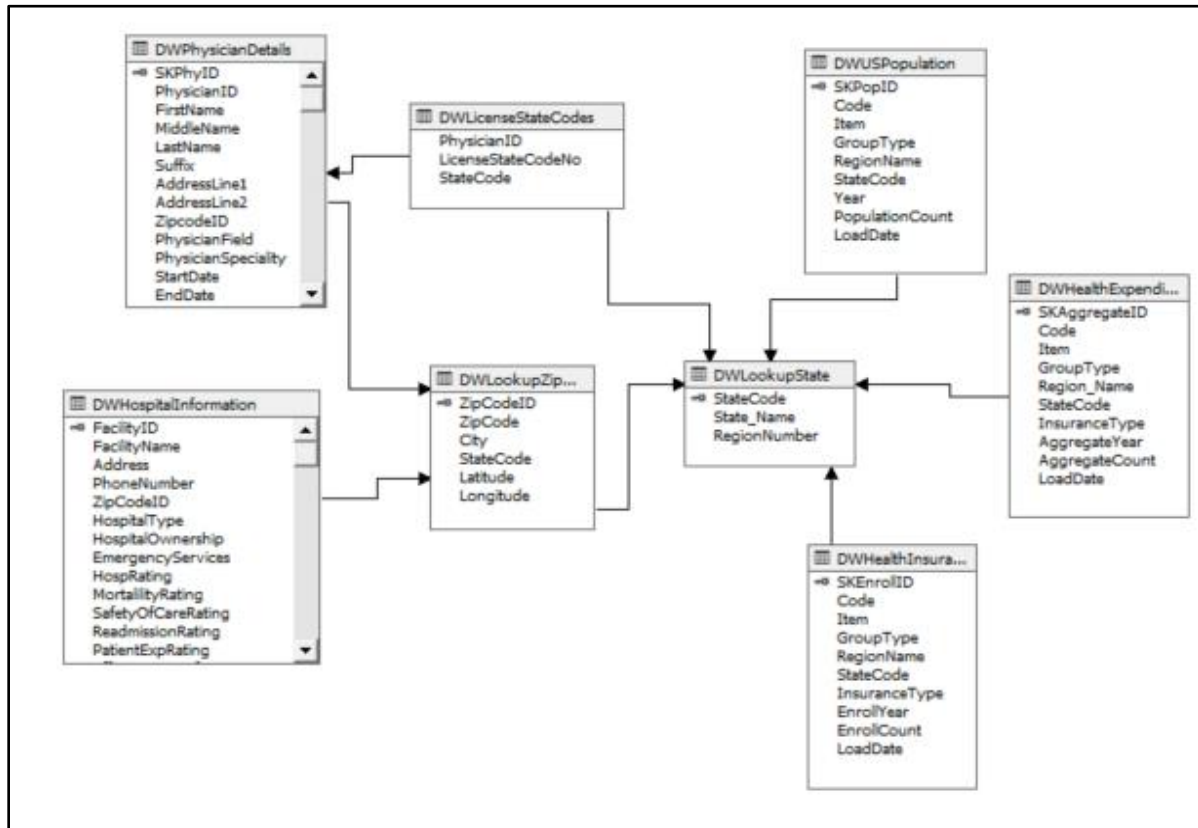 DWPhysicianDetails
SKPhyID
PhysicianID
FirstName
MiddleName
LastName
Suffix
AddressLine1
AddressLine2
ZipcodeID
PhysicianField
PhysicianSpeciality
StartDate
EndDate
DWLicenseStateCodes
PhysicianID
LicenseStateCodeNo
StateCode
DWUSPopulation
SKPopID
Code
Item
GroupType
RegionName
StateCode
Year
PopulationCount
LoadDate
DWHealthExpendi...
SKAggregateID
Code
Item
GroupType
Region_Name
StateCode
InsuranceType
AggregateYear
AggregateCount
LoadDate
DWHospitalInformation
FacilityID
FacilityName
Address
PhoneNumber
ZipCodeID
HospitalType
HospitalOwnership
EmergencyServices
HospRating
MortalilityRating
SafetyOfCareRating
ReadmissionRating
PatientExpRating
DWLookupZip...
ZipCodeID
ZipCode
City
StateCode
Latitude
Longitude
DWLookupState
StateCode
State_Name
RegionNumber
DWHealthInsura...
SKEnrollID
Code
Item
GroupType
RegionName
StateCode
InsuranceType
EnrollYear
EnrollCount
LoadDate